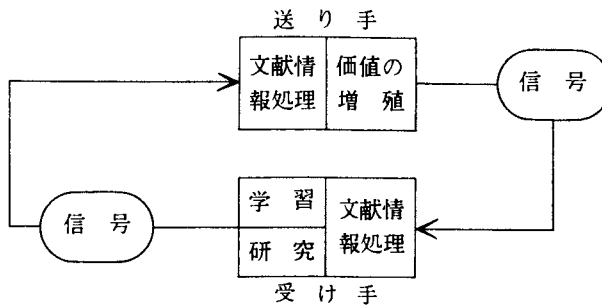 送り手
文献情
報処理
価値の
増殖
信号
学習
研究
文献情
報処理
信号
受け手